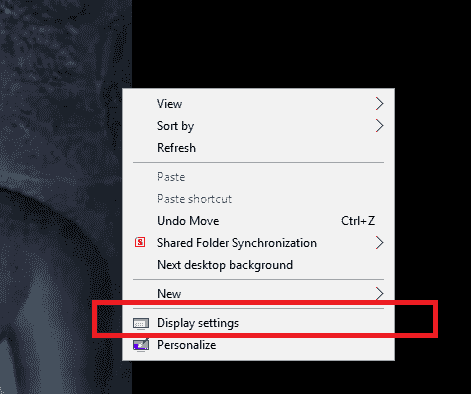 View
Sort by
Refresh
Paste
Paste shortcut
Undo Move Ctrl+Z
Shared Folder Synchronization
Next desktop background
New
Display settings
Personalize